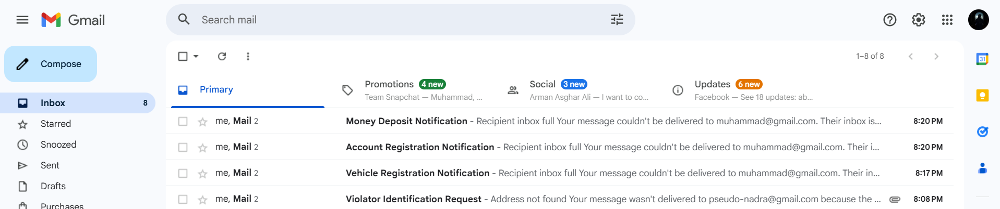 Gmail
Search mail
Compose
1–8 of 8
Primary
Promotions 4 new
Team Snapchat — Muhammad, ...
Social 3 new
Arman Asghar Ali — I want to co...
Updates 6 new
Facebook — See 18 updates: ab...
Inbox 8
Starred
Snoozed
Sent
Drafts
Purchases
me, Mail 2 Money Deposit Notification - Recipient inbox full Your message couldn't be delivered to muhammad@gmail.com. Their inbox is... 8:20 PM
me, Mail 2 Account Registration Notification - Recipient inbox full Your message couldn't be delivered to muhammad@gmail.com. Their i... 8:20 PM
me, Mail 2 Vehicle Registration Notification - Recipient inbox full Your message couldn't be delivered to muhammad@gmail.com. Their in... 8:17 PM
me, Mail 2 Violator Identification Request - Address not found Your message wasn't delivered to pseudo-nadra@gmail.com because the ... 8:08 PM
31